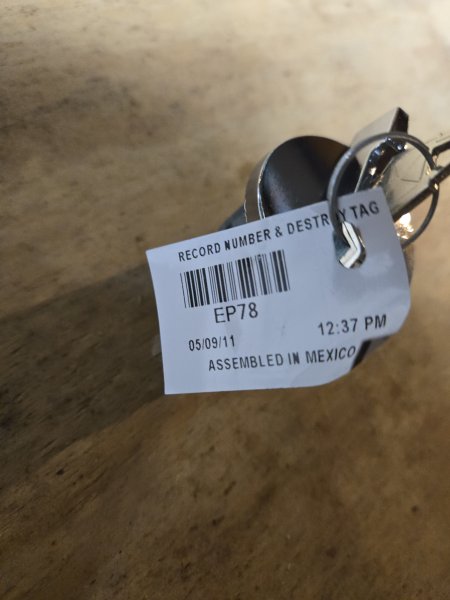 RECORD NUMBER & DESTROY TAG
EP78
05/09/11 12:37 PM
ASSEMBLED IN MEXICO